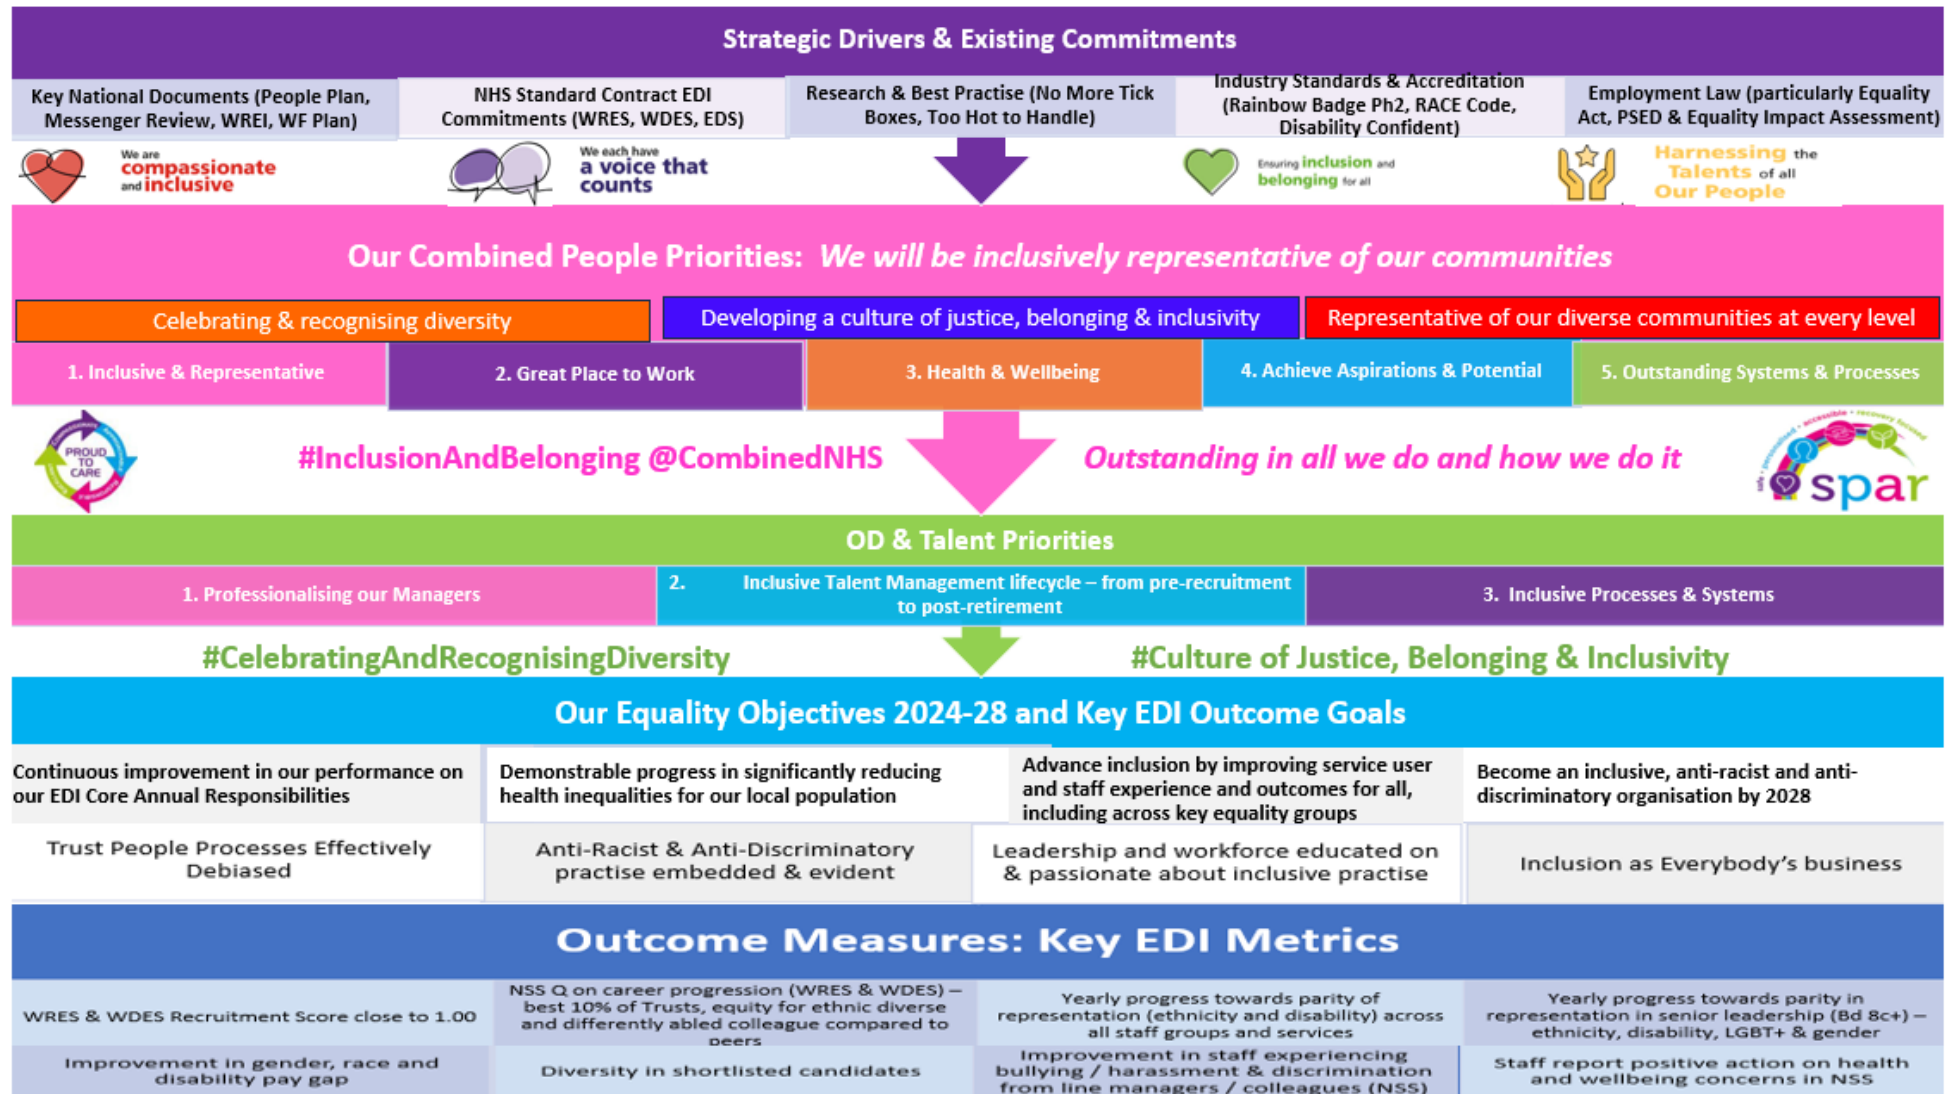 Strategic Drivers & Existing Commitments
Key National Documents (People Plan,
Messenger Review, WREI, WF Plan)
NHS Standard Contract EDI
Commitments (WRES, WDES, EDS)
Research & Best Practise (No More Tick
Boxes, Too Hot to Handle)
Industry Standards & Accreditation
(Rainbow Badge Ph2, RACE Code,
Disability Confident)
Employment Law (particularly Equality
Act, PSED & Equality Impact Assessment)
We are
compassionate
and inclusive
We each have
a voice that
counts
Ensuring inclusion and
belonging for all
Harnessing the
Talents of all
Our People
Our Combined People Priorities: We will be inclusively representative of our communities
Celebrating & recognising diversity
Developing a culture of justice, belonging & inclusivity
Representative of our diverse communities at every level
1. Inclusive & Representative
2. Great Place to Work
3. Health & Wellbeing
4. Achieve Aspirations & Potential
5. Outstanding Systems & Processes
PROUD
TO
CARE
#InclusionAndBelonging @CombinedNHS
Outstanding in all we do and how we do it
safe • personalised • accessible • recovery focused
spar
OD & Talent Priorities
1. Professionalising our Managers
2. Inclusive Talent Management lifecycle – from pre-recruitment
to post-retirement
3. Inclusive Processes & Systems
#CelebratingAndRecognisingDiversity
#Culture of Justice, Belonging & Inclusivity
Our Equality Objectives 2024-28 and Key EDI Outcome Goals
Continuous improvement in our performance on
our EDI Core Annual Responsibilities
Demonstrable progress in significantly reducing
health inequalities for our local population
Advance inclusion by improving service user
and staff experience and outcomes for all,
including across key equality groups
Become an inclusive, anti-racist and anti-
discriminatory organisation by 2028
Trust People Processes Effectively
Debiased
Anti-Racist & Anti-Discriminatory
practise embedded & evident
Leadership and workforce educated on
& passionate about inclusive practise
Inclusion as Everybody's business
Outcome Measures: Key EDI Metrics
WRES & WDES Recruitment Score close to 1.00
NSS Q on career progression (WRES & WDES) –
best 10% of Trusts, equity for ethnic diverse
and differently abled colleague compared to
peers
Yearly progress towards parity of
representation (ethnicity and disability) across
all staff groups and services
Yearly progress towards parity in
representation in senior leadership (Bd 8c+) –
ethnicity, disability, LGBT+ & gender
Improvement in gender, race and
disability pay gap
Diversity in shortlisted candidates
Improvement in staff experiencing
bullying / harassment & discrimination
from line managers / colleagues (NSS)
Staff report positive action on health
and wellbeing concerns in NSS